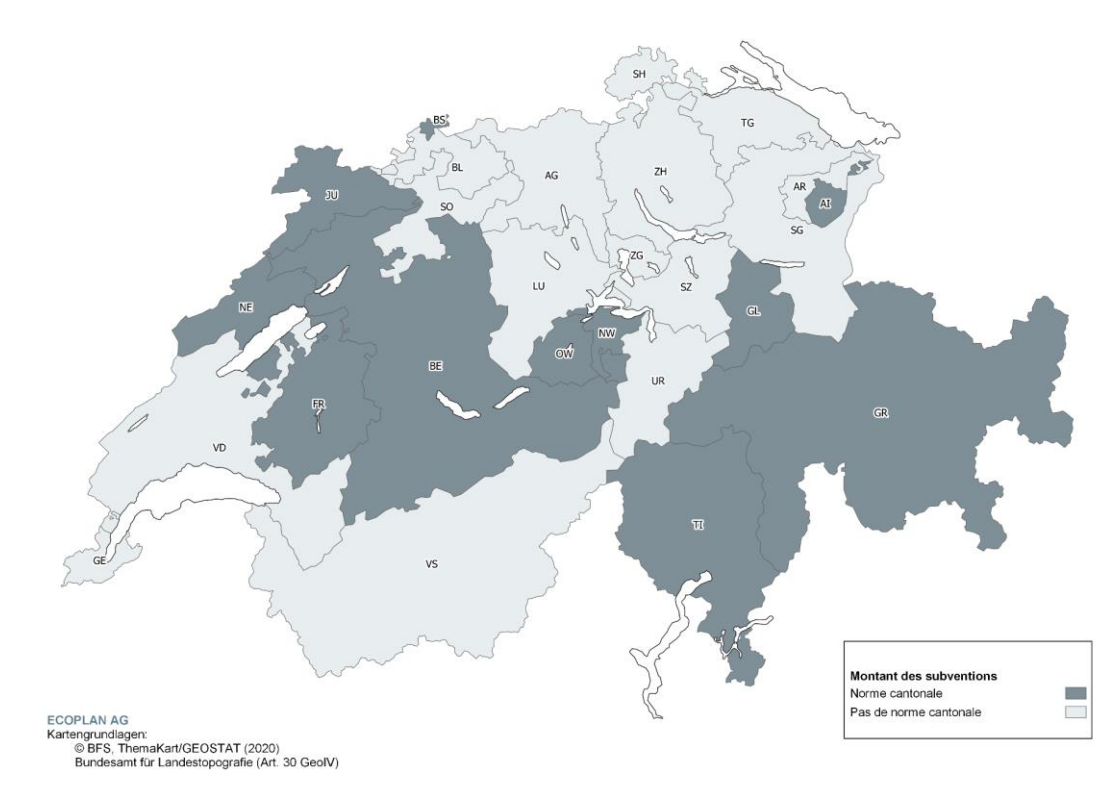 SH
BS
TG
BL
AG
ZH
JU
AR
AI
SO
SG
ZG
LU
SZ
NE
GL
NW
OW
BE
UR
FR
GR
VD
TI
GE
VS
Montant des subventions
Norme cantonale
Pas de norme cantonale
ECOPLAN AG
Kartengrundlagen:
© BFS, ThemaKart/GEOSTAT (2020)
Bundesamt für Landestopografie (Art. 30 GeoIV)